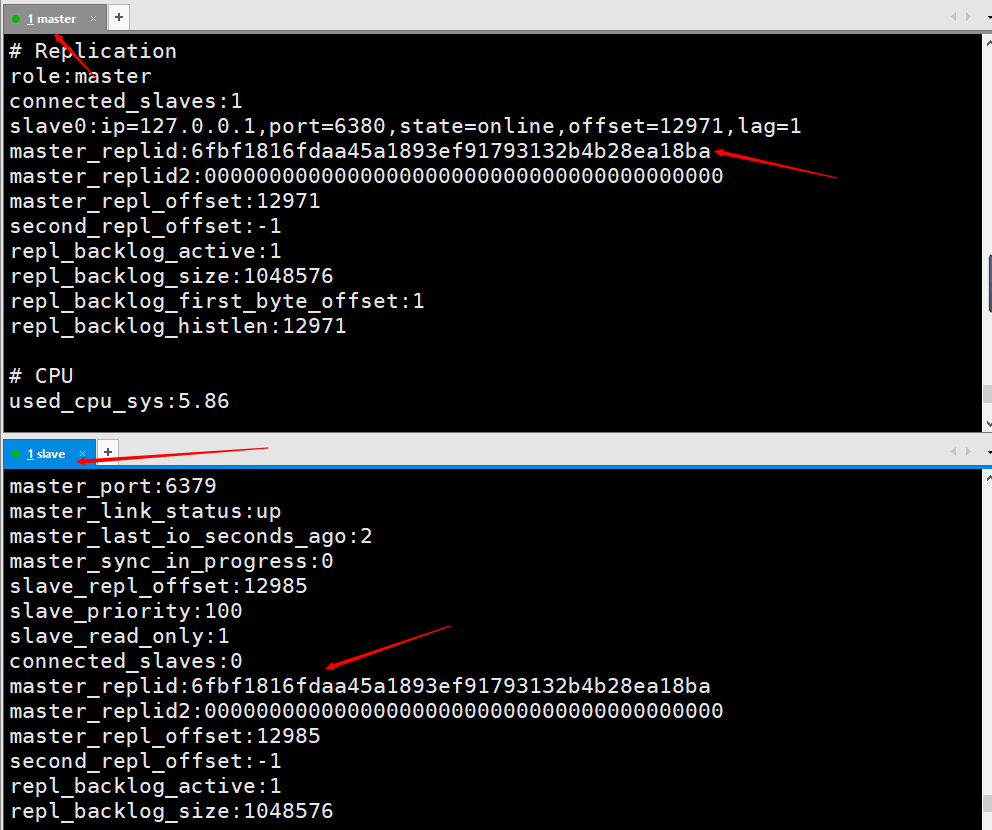 1 master
# Replication
role:master
connected_slaves:1
slave0:ip=127.0.0.1,port=6380,state=online,offset=12971,lag=1
master_replid:6fbf1816fdaa45a1893ef91793132b4b28ea18ba
master_replid2:0000000000000000000000000000000000000000
master_repl_offset:12971
second_repl_offset:-1
repl_backlog_active:1
repl_backlog_size:1048576
repl_backlog_first_byte_offset:1
repl_backlog_histlen:12971
# CPU
used_cpu_sys:5.86
1 slave
master_port:6379
master_link_status:up
master_last_io_seconds_ago:2
master_sync_in_progress:0
slave_repl_offset:12985
slave_priority:100
slave_read_only:1
connected_slaves:0
master_replid:6fbf1816fdaa45a1893ef91793132b4b28ea18ba
master_replid2:0000000000000000000000000000000000000000
master_repl_offset:12985
second_repl_offset:-1
repl_backlog_active:1
repl_backlog_size:1048576